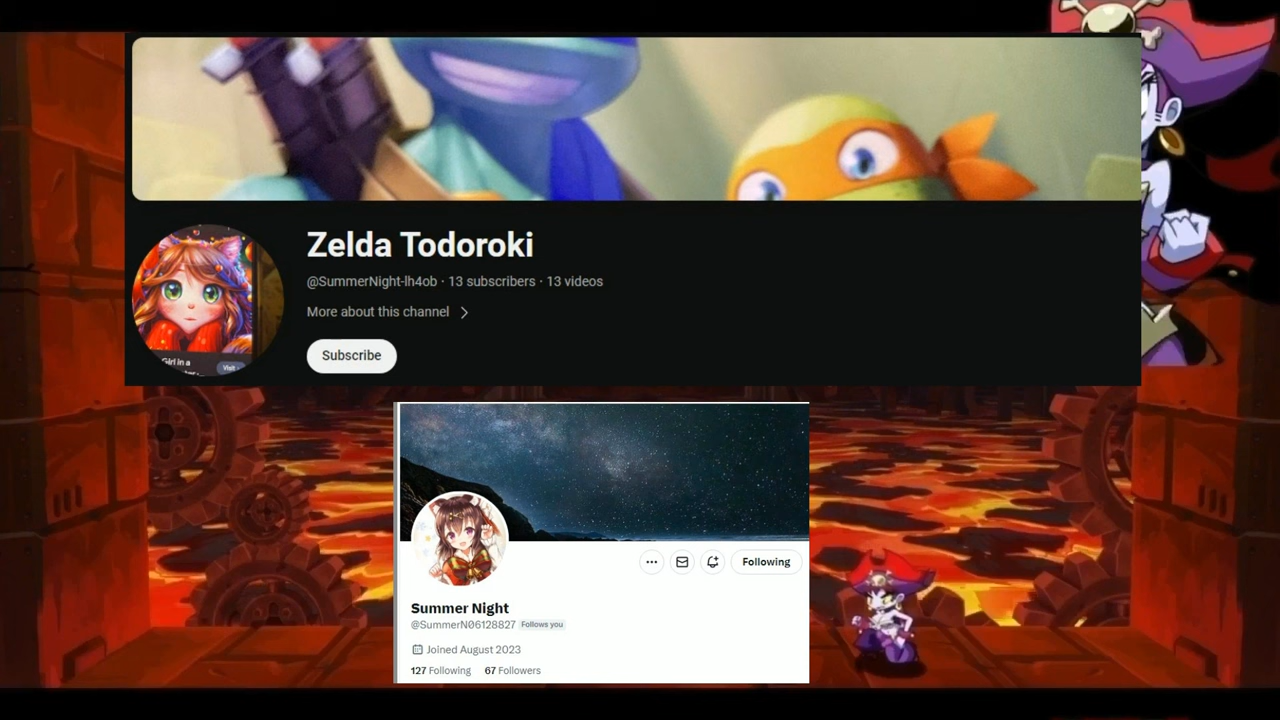 Zelda Todoroki
@SummerNight-lh4ob · 13 subscribers · 13 videos
More about this channel
Girl in a
Visit
Subscribe
Following
Summer Night
@SummerN06128827 Follows you
Joined August 2023
127 Following 67 Followers